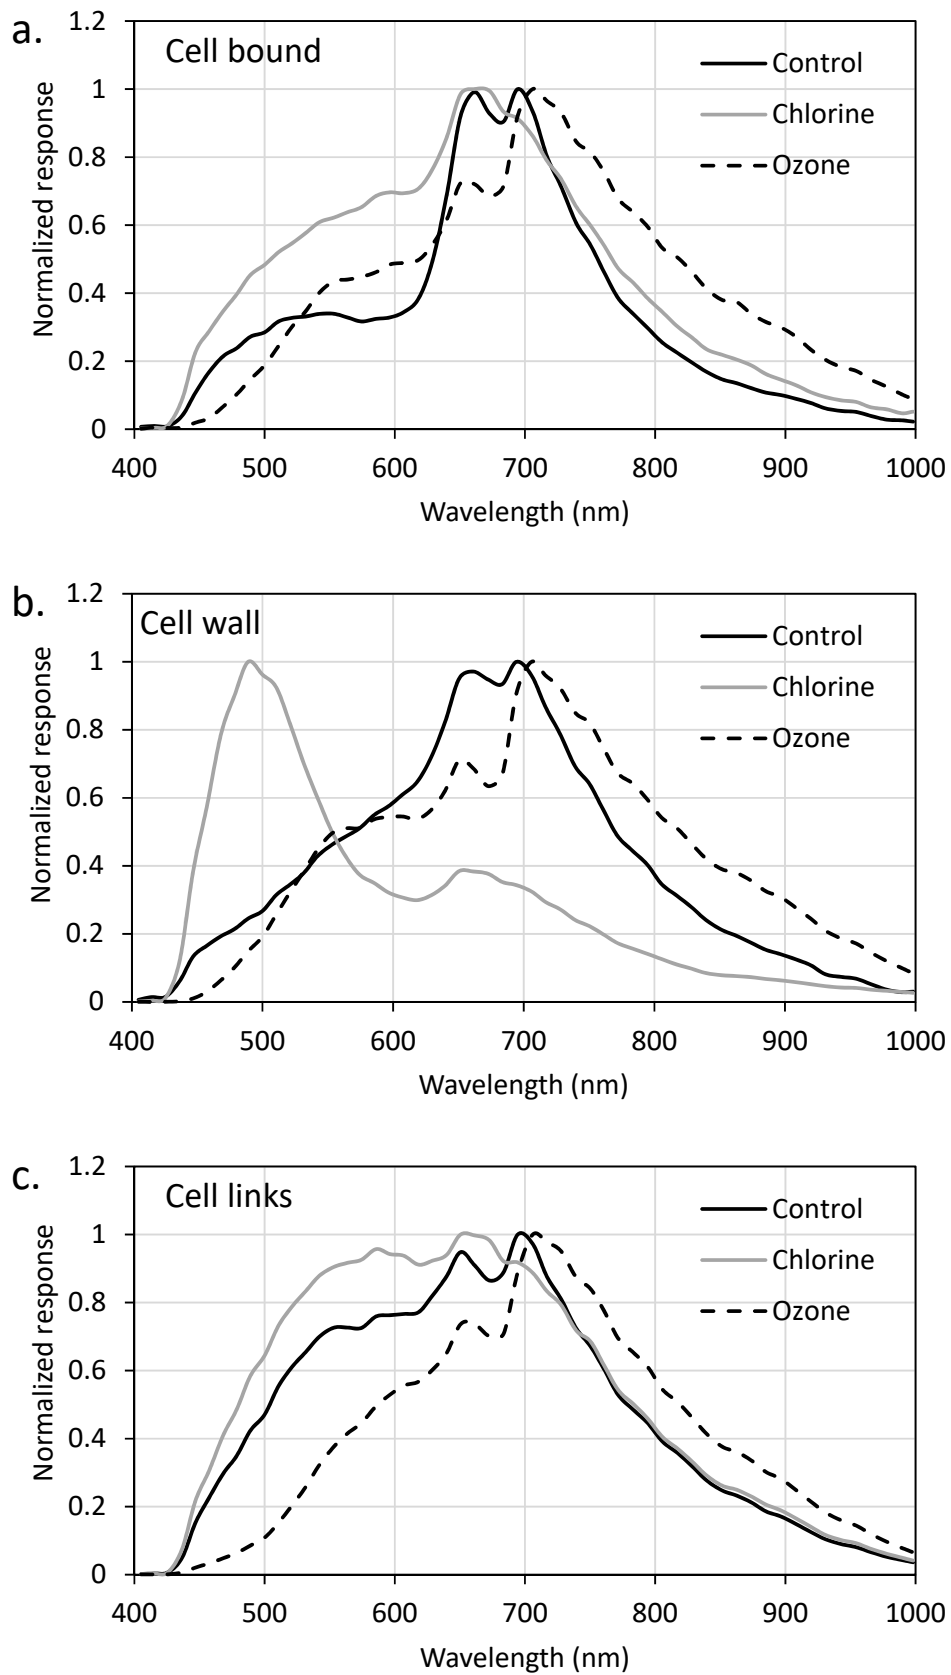 a.
Cell bound
Control
Chlorine
Ozone
Normalized response
1.2
1
0.8
0.6
0.4
0.2
0
400 500 600 700 800 900 1000
Wavelength (nm)
b.
Cell wall
Control
Chlorine
Ozone
Normalized response
1.2
1
0.8
0.6
0.4
0.2
0
400 500 600 700 800 900 1000
Wavelength (nm)
c.
Cell links
Control
Chlorine
Ozone
Normalized response
1.2
1
0.8
0.6
0.4
0.2
0
400 500 600 700 800 900 1000
Wavelength (nm)